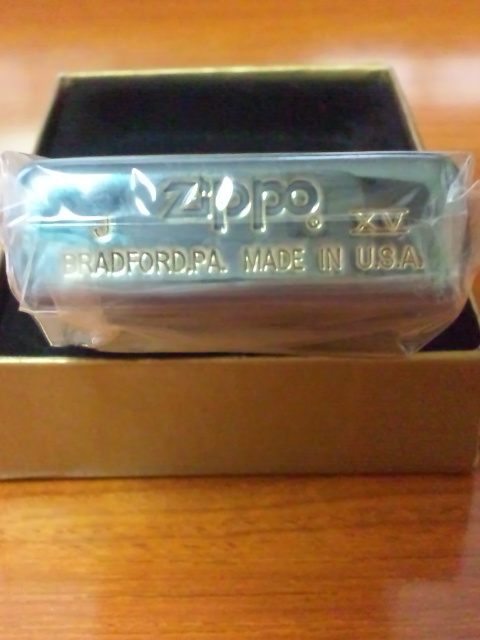 J Zippo® XV
BRADFORD,PA. MADE IN U.S.A.